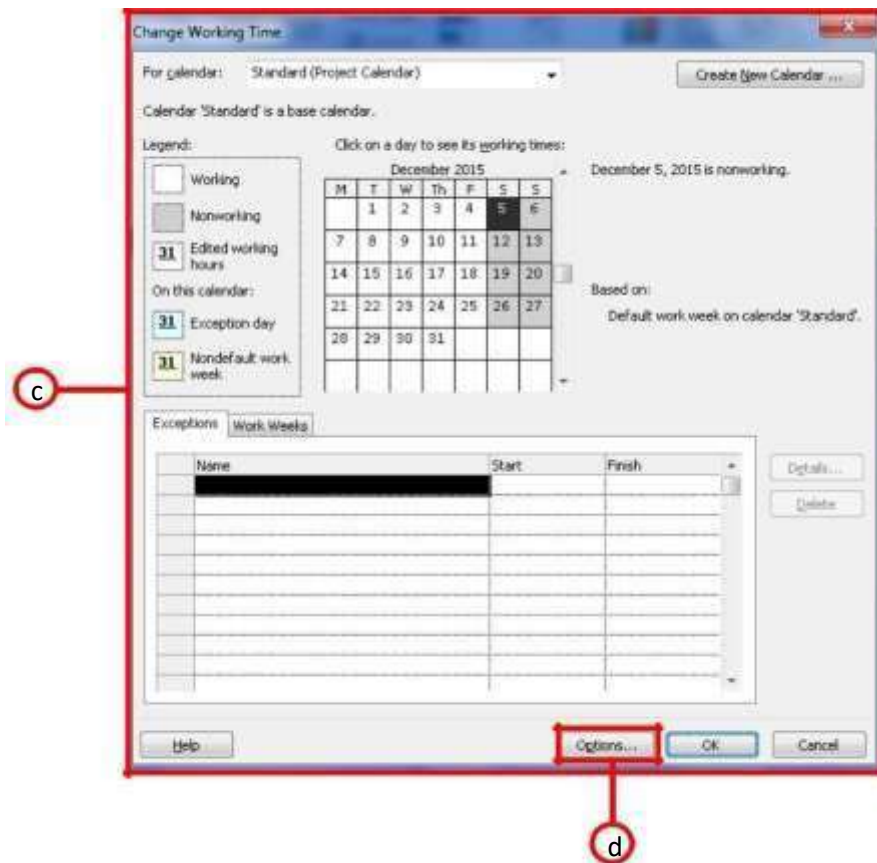 Change Working Time
For calendar: Standard (Project Calendar)
Create New Calendar ...
Calendar 'Standard' is a base calendar.
Legend:
Click on a day to see its working times:
Working
Nonworking
31 Edited working
hours
On this calendar:
31 Exception day
31 Nondefault work
week
December 2015
M T W Th F S S
1 2 3 4 5 6
7 8 9 10 11 12 13
14 15 16 17 18 19 20
21 22 23 24 25 26 27
28 29 30 31
December 5, 2015 is nonworking.
Based on:
Default work week on calendar 'Standard'.
c
Exceptions Work Weeks
Name Start Finish
Details...
Delete
Help Options... OK Cancel
d